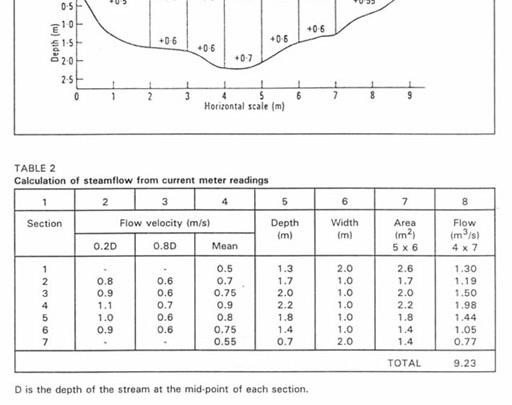 +0·5
+0·55
0·5
1·0
1·5
2·0
2·5
Depth (m)
+0·6
+0·6
+0·7
+0·6
+0·6
0 1 2 3 4 5 6 7 8 9
Horizontal scale (m)
TABLE 2
Calculation of steamflow from current meter readings
1 2 3 4 5 6 7 8
Section Flow velocity (m/s) Depth Width Area Flow
(m) (m) (m²) (m³/s)
0.2D 0.8D Mean 5 x 6 4 x 7
1 - - 0.5 1.3 2.0 2.6 1.30
2 0.8 0.6 0.7 1.7 1.0 1.7 1.19
3 0.9 0.6 0.75 2.0 1.0 2.0 1.50
4 1.1 0.7 0.9 2.2 1.0 2.2 1.98
5 1.0 0.6 0.8 1.8 1.0 1.8 1.44
6 0.9 0.6 0.75 1.4 1.0 1.4 1.05
7 - - 0.55 0.7 2.0 1.4 0.77
TOTAL 9.23
D is the depth of the stream at the mid-point of each section.